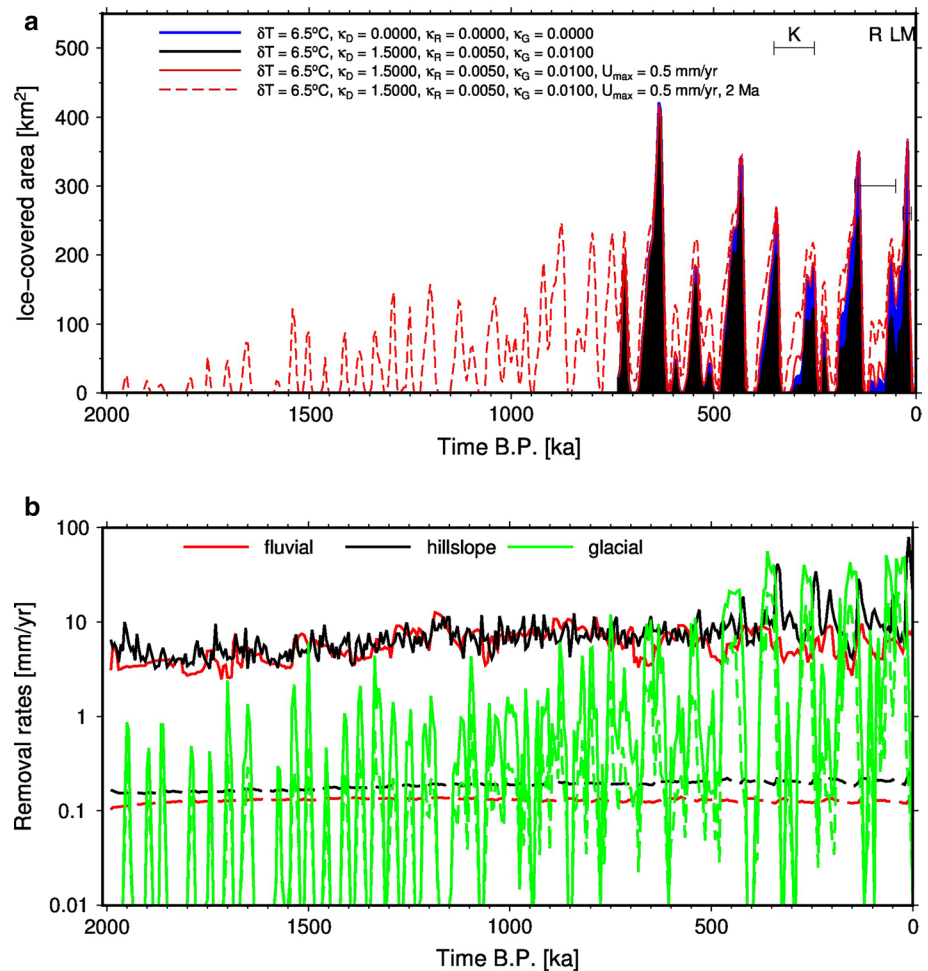 a
δT = 6.5ºC, κD = 0.0000, κR = 0.0000, κG = 0.0000
δT = 6.5ºC, κD = 1.5000, κR = 0.0050, κG = 0.0100
δT = 6.5ºC, κD = 1.5000, κR = 0.0050, κG = 0.0100, Umax = 0.5 mm/yr
δT = 6.5ºC, κD = 1.5000, κR = 0.0050, κG = 0.0100, Umax = 0.5 mm/yr, 2 Ma
K R LM
500
400
300
200
100
0
Ice−covered area [km²]
2000 1500 1000 500 0
Time B.P. [ka]
b
fluvial hillslope glacial
100
10
1
0.1
0.01
Removal rates [mm/yr]
2000 1500 1000 500 0
Time B.P. [ka]